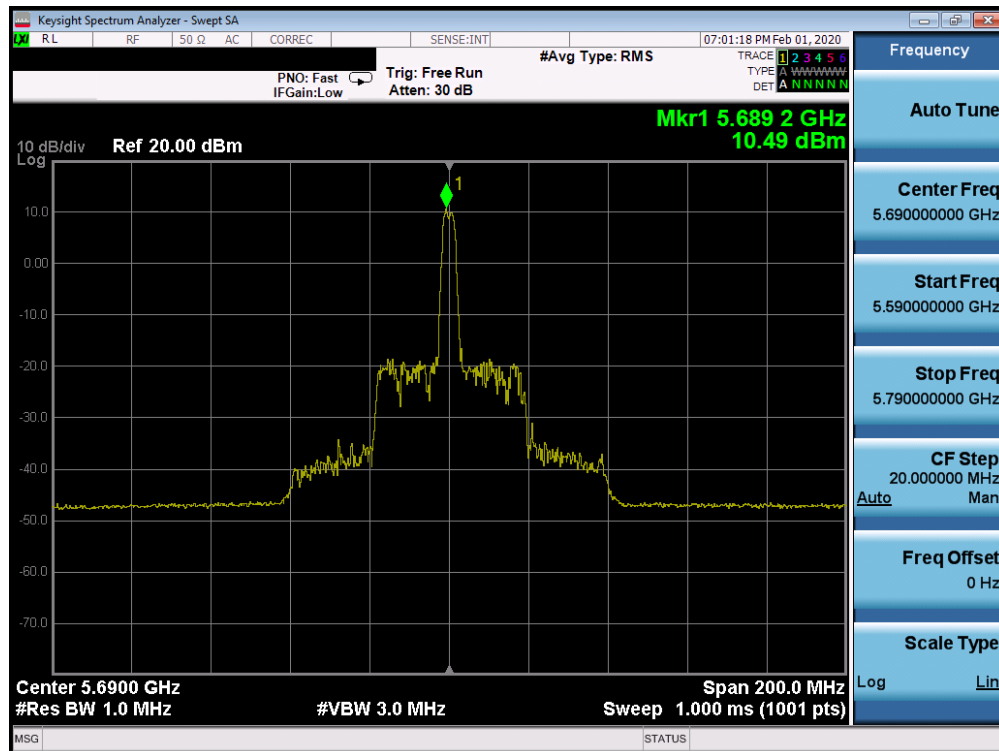 Keysight Spectrum Analyzer - Swept SA
LXI RL RF 50 Ω AC CORREC SENSE:INT 07:01:18 PM Feb 01, 2020
#Avg Type: RMS TRACE 1 2 3 4 5 6
PNO: Fast Trig: Free Run TYPE A WWWWW
IFGain:Low Atten: 30 dB DET A N N N N N
Mkr1 5.689 2 GHz
10 dB/div Ref 20.00 dBm 10.49 dBm
Log
1
10.0
0.00
-10.0
-20.0
-30.0
-40.0
-50.0
-60.0
-70.0
Center 5.6900 GHz Span 200.0 MHz
#Res BW 1.0 MHz #VBW 3.0 MHz Sweep 1.000 ms (1001 pts)
MSG STATUS
Frequency
Auto Tune
Center Freq
5.690000000 GHz
Start Freq
5.590000000 GHz
Stop Freq
5.790000000 GHz
CF Step
20.000000 MHz
Auto Man
Freq Offset
0 Hz
Scale Type
Log Lin